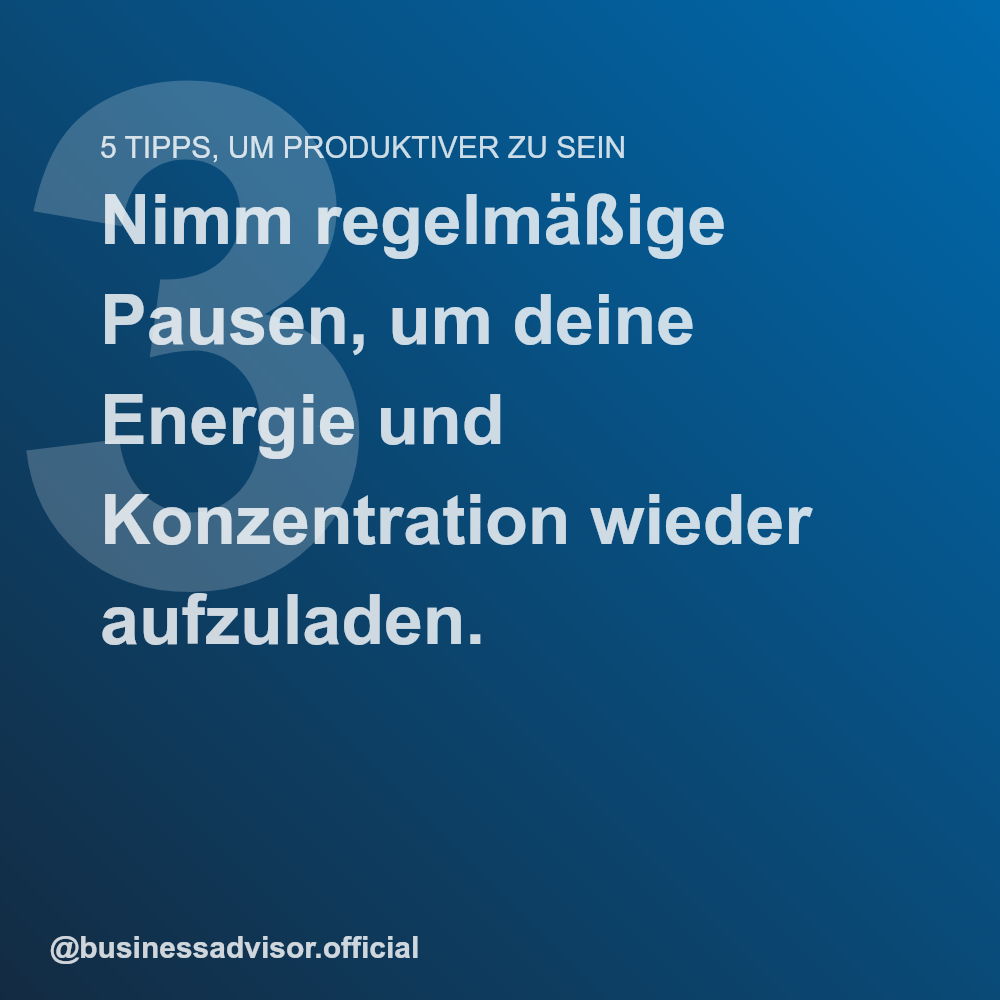 3
5 TIPPS, UM PRODUKTIVER ZU SEIN
Nimm regelmäßige
Pausen, um deine
Energie und
Konzentration wieder
aufzuladen.
@businessadvisor.official